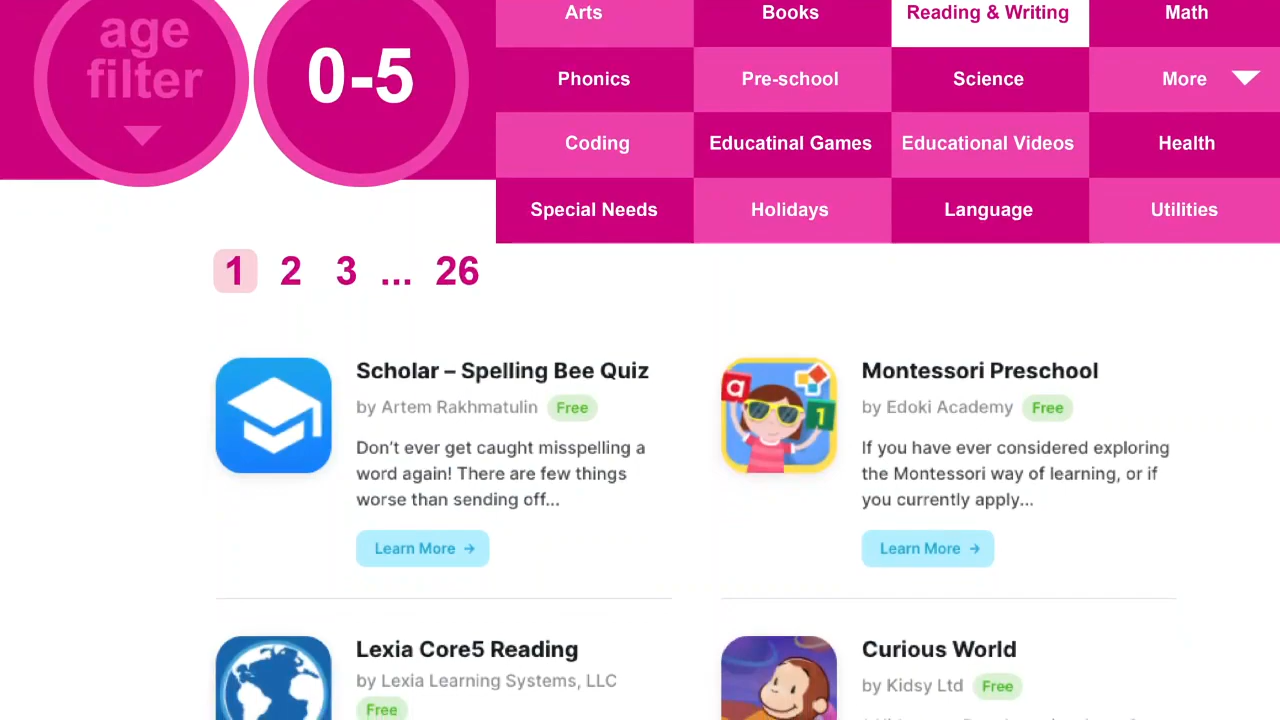 age
filter
0-5
Arts
Books
Reading & Writing
Math
Phonics
Pre-school
Science
More
Coding
Educatinal Games
Educational Videos
Health
Special Needs
Holidays
Language
Utilities
1 2 3 ... 26
Scholar – Spelling Bee Quiz
by Artem Rakhmatulin Free
Don’t ever get caught misspelling a
word again! There are few things
worse than sending off...
Learn More →
a
1
Montessori Preschool
by Edoki Academy Free
If you have ever considered exploring
the Montessori way of learning, or if
you currently apply...
Learn More →
Lexia Core5 Reading
by Lexia Learning Systems, LLC
Free
Curious World
by Kidsy Ltd Free